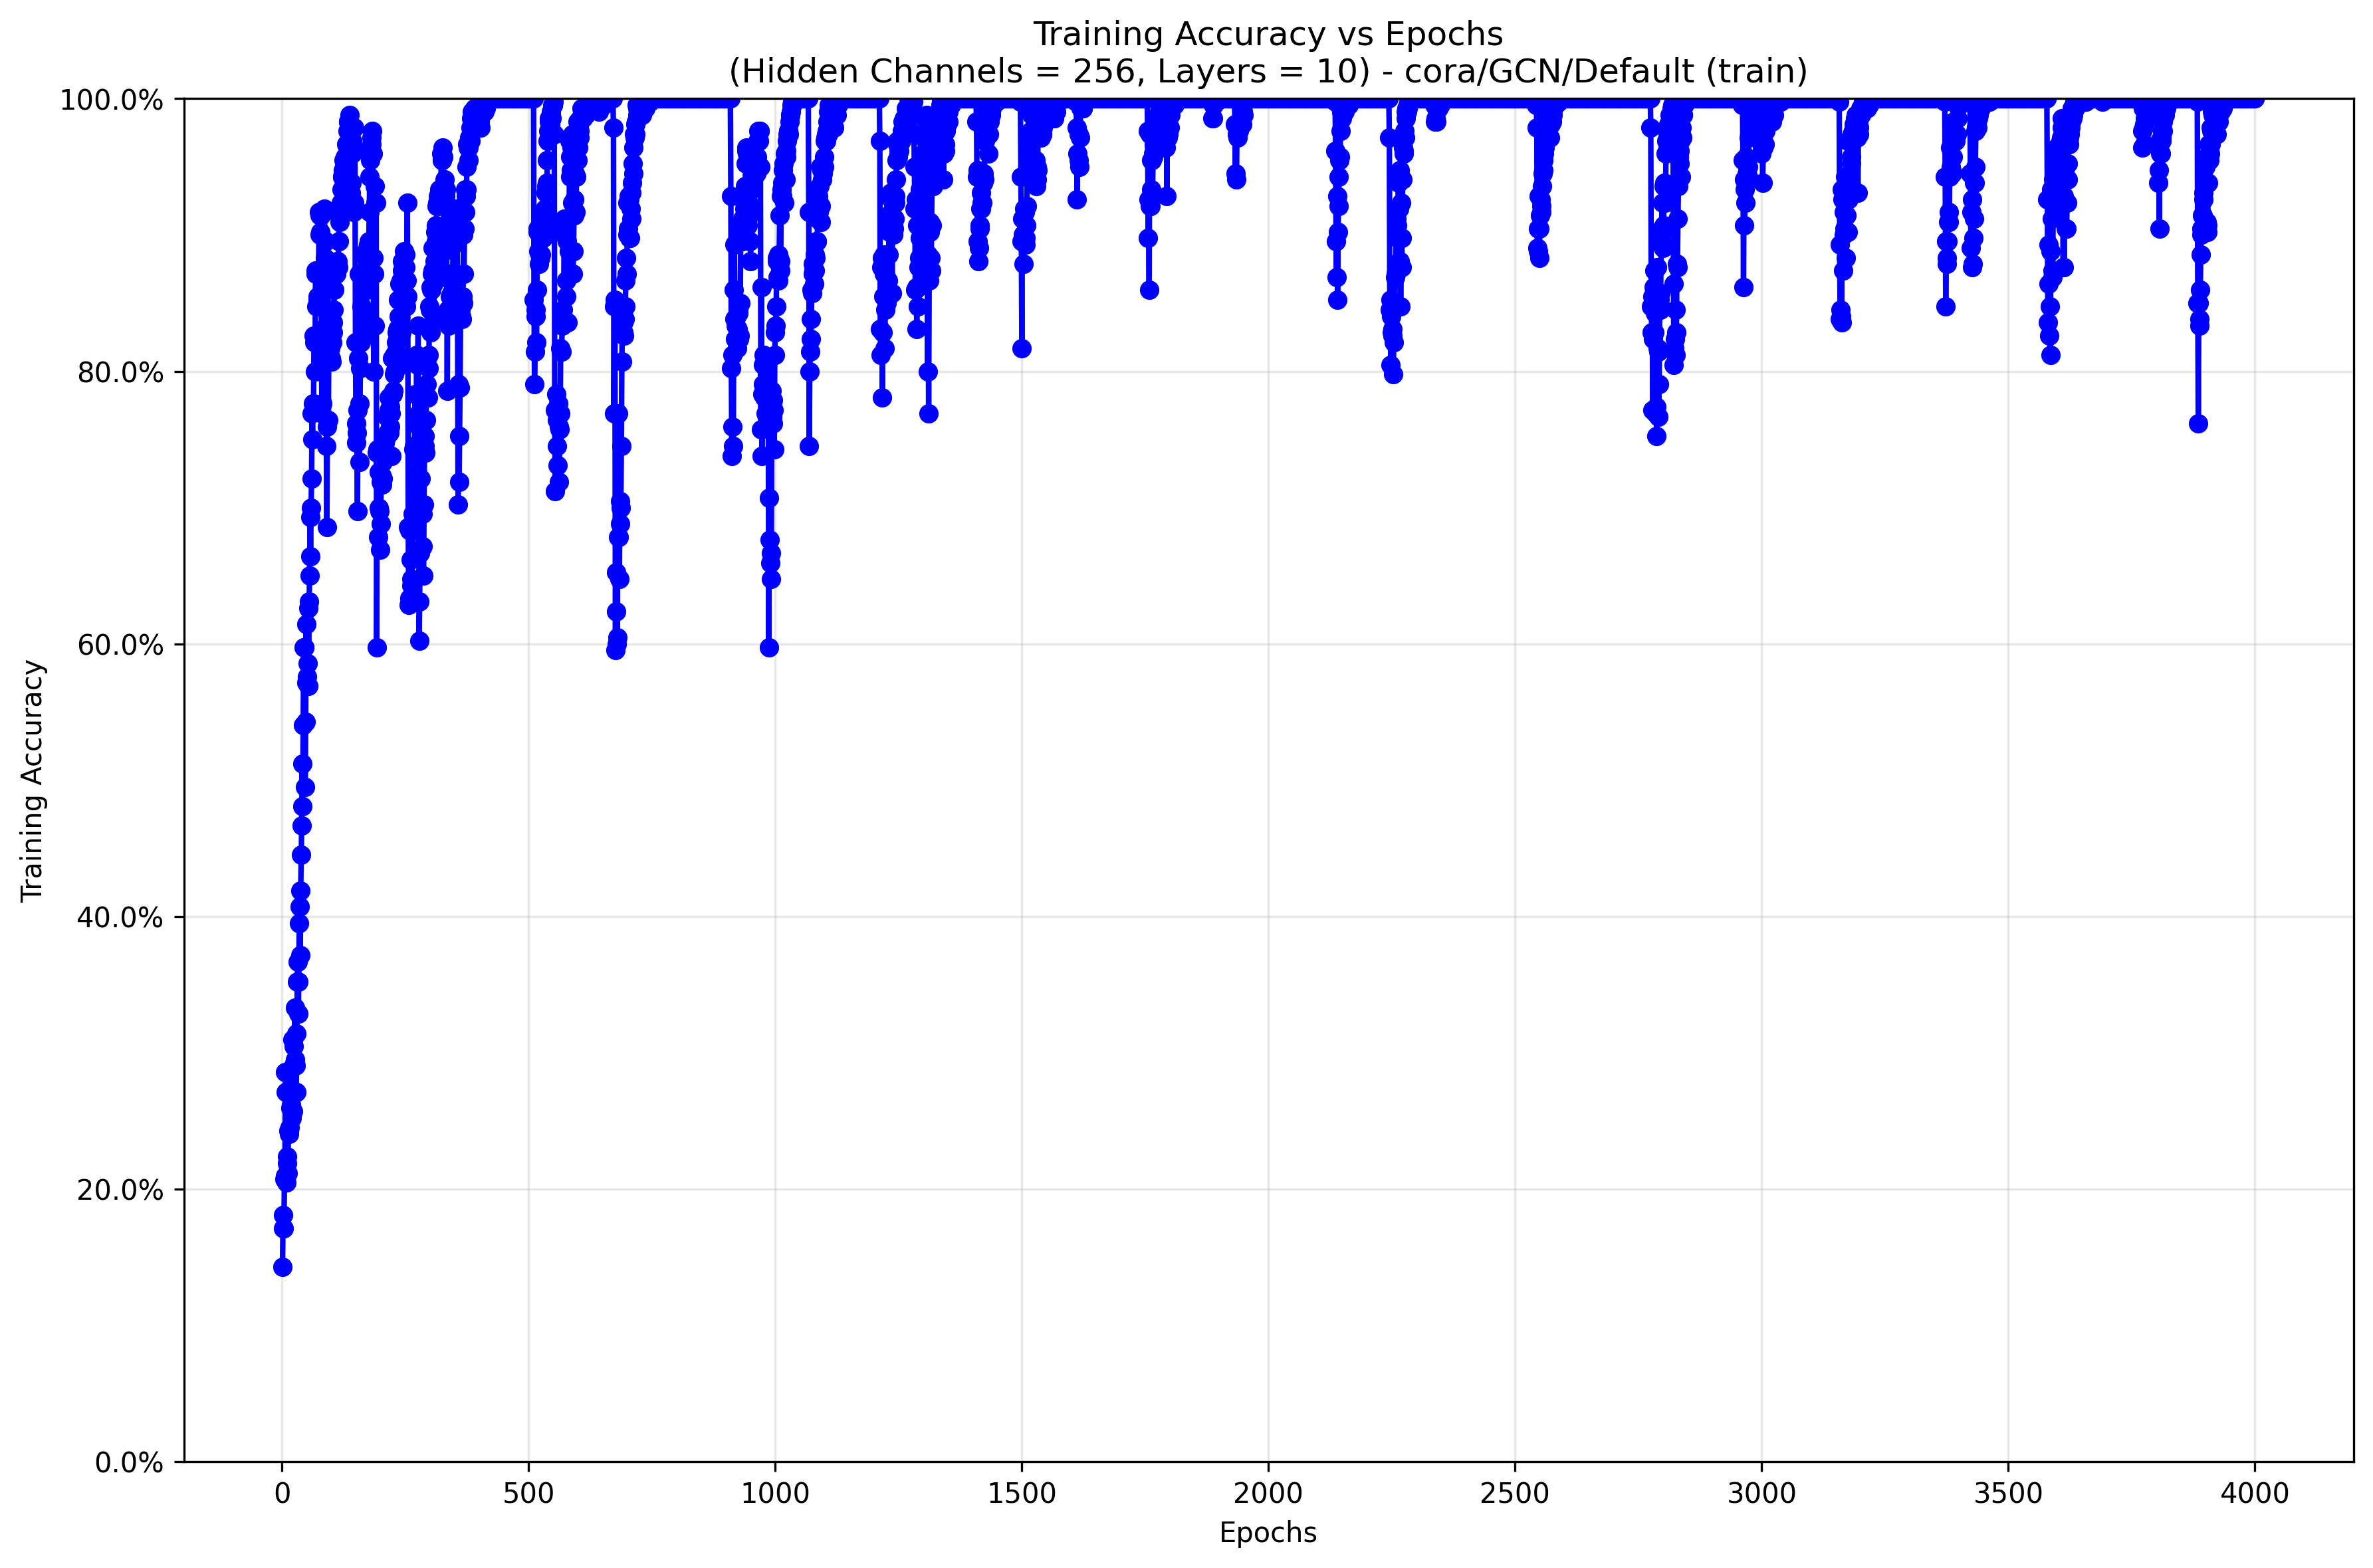 Training Accuracy vs Epochs
(Hidden Channels = 256, Layers = 10) - cora/GCN/Default (train)
100.0%
80.0%
60.0%
40.0%
20.0%
0.0%
Training Accuracy
0 500 1000 1500 2000 2500 3000 3500 4000
Epochs